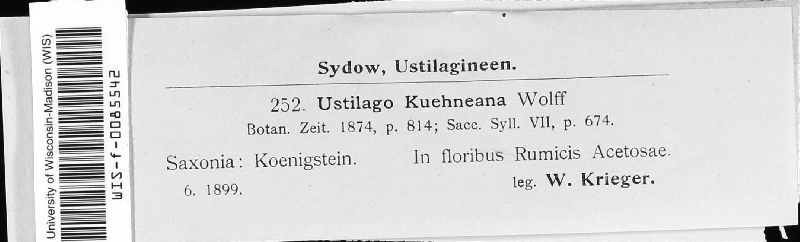 University of Wisconsin-Madison (WIS)
WIS-f-0085542
Sydow, Ustilagineen.
252. Ustilago Kuehneana Wolff
Botan. Zeit. 1874, p. 814; Sacc. Syll. VII, p. 674.
Saxonia: Koenigstein. In floribus Rumicis Acetosae.
6. 1899. leg. W. Krieger.